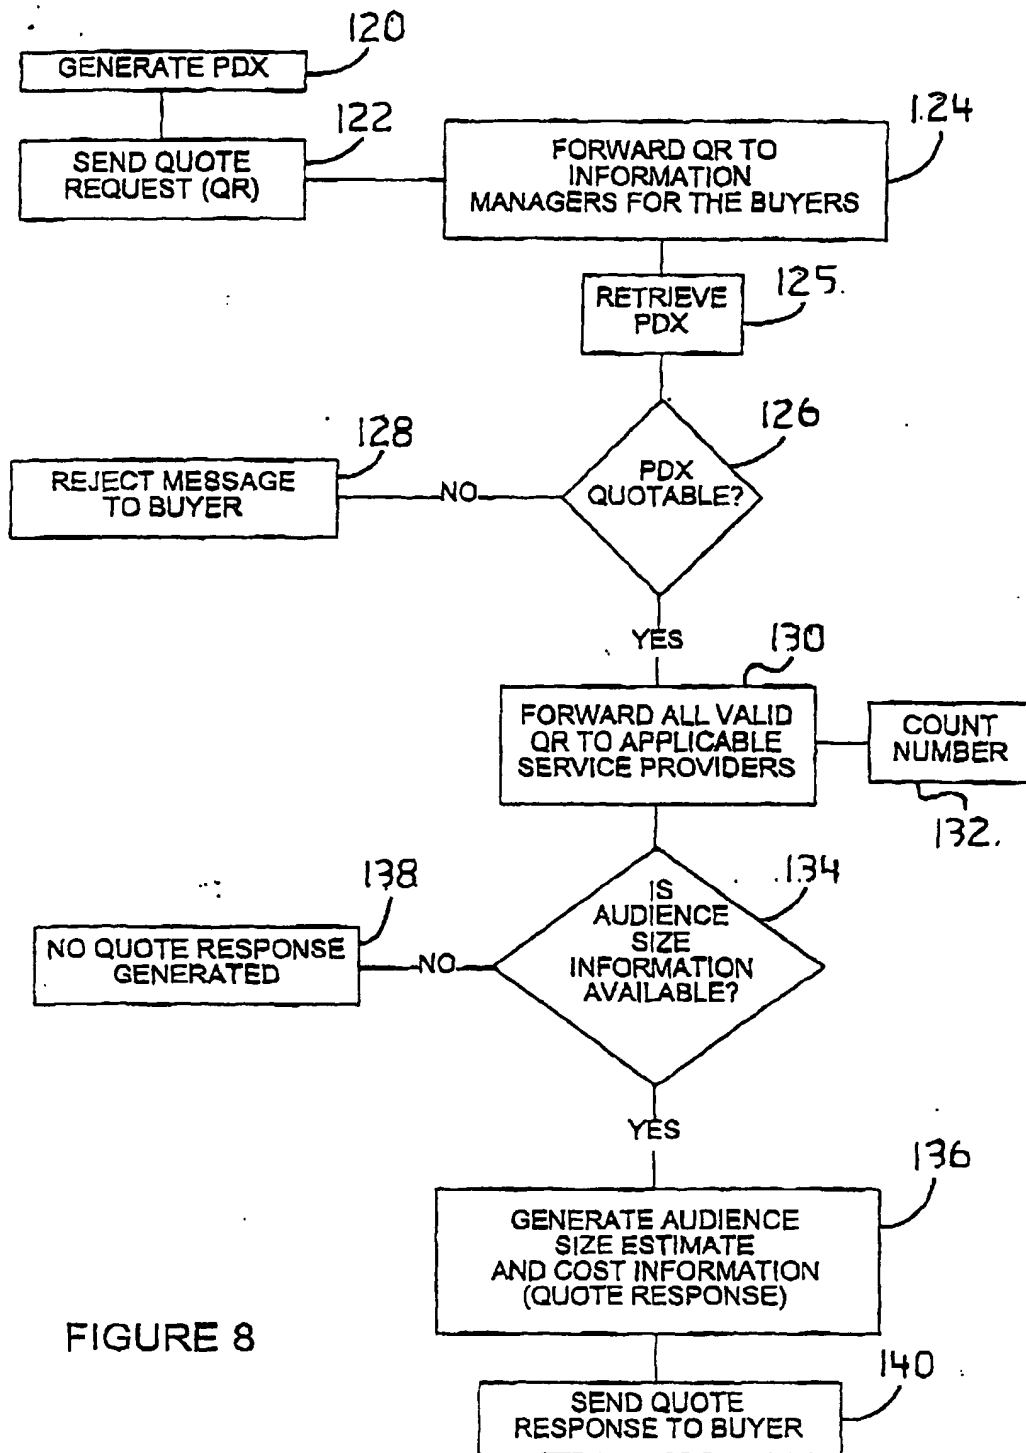 120
GENERATE PDX
122
SEND QUOTE
REQUEST (QR)
124
FORWARD QR TO
INFORMATION
MANAGERS FOR THE BUYERS
125.
RETRIEVE
PDX
126
PDX
QUOTABLE?
128
REJECT MESSAGE
TO BUYER
NO
YES
130
FORWARD ALL VALID
QR TO APPLICABLE
SERVICE PROVIDERS
COUNT
NUMBER
132.
134
IS
AUDIENCE
SIZE
INFORMATION
AVAILABLE?
138
NO QUOTE RESPONSE
GENERATED
NO
YES
136
GENERATE AUDIENCE
SIZE ESTIMATE
AND COST INFORMATION
(QUOTE RESPONSE)
FIGURE 8
140
SEND QUOTE
RESPONSE TO BUYER